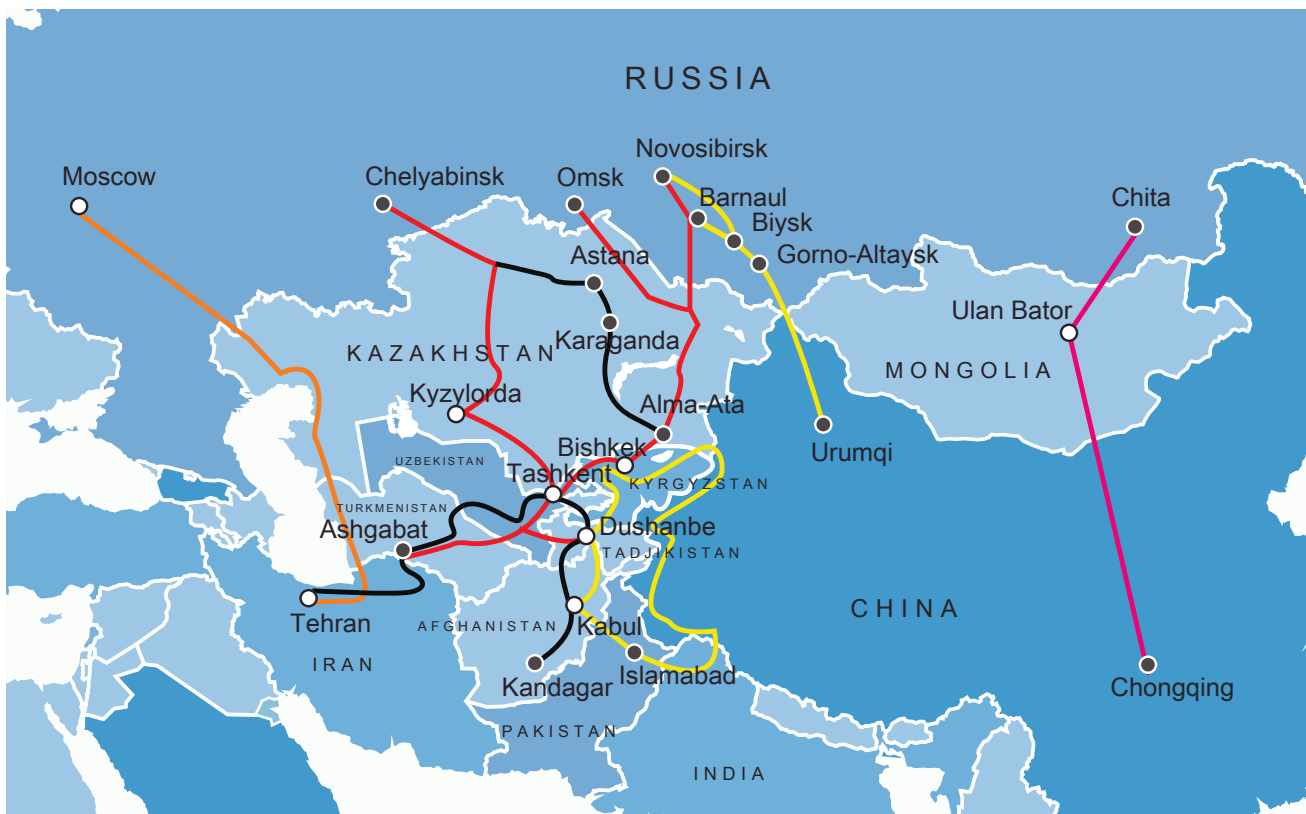 RUSSIA
Novosibirsk
Moscow
Chelyabinsk
Omsk
Barnaul
Chita
Biysk
Astana
Gorno-Altaysk
Ulan Bator
Karaganda
KAZAKHSTAN
MONGOLIA
Kyzylorda
Alma-Ata
Bishkek
Urumqi
UZBEKISTAN
Tashkent
KYRGYZSTAN
TURKMENISTAN
Ashgabat
Dushanbe
TADJIKISTAN
CHINA
Tehran
AFGHANISTAN
Kabul
IRAN
Islamabad
Kandagar
Chongqing
PAKISTAN
INDIA